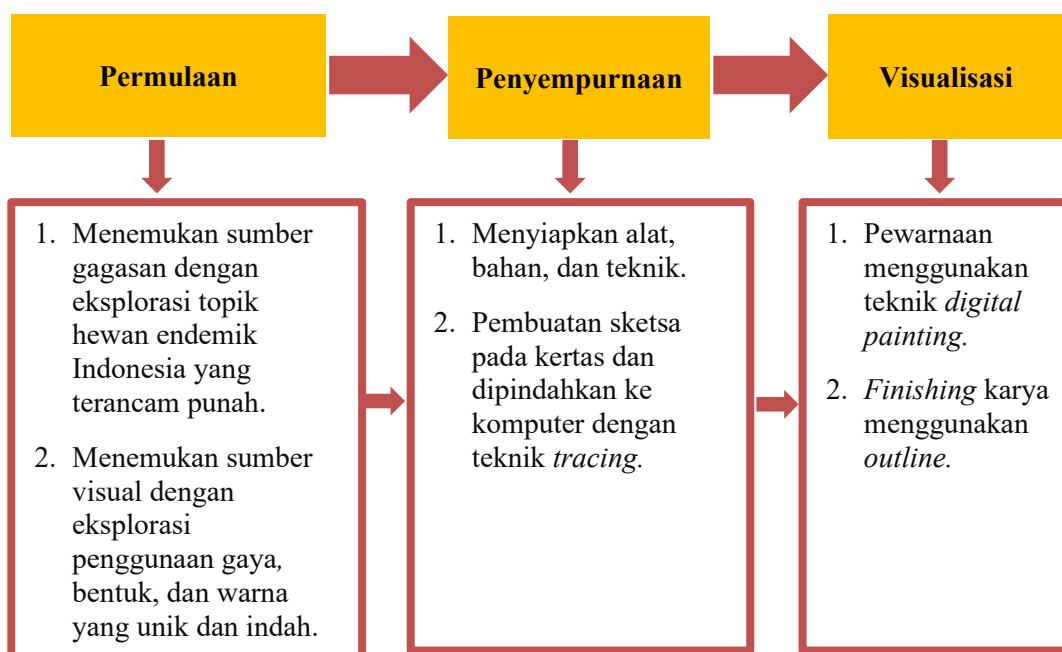 Permulaan
Penyempurnaan
Visualisasi
1. Menemukan sumber
gagasan dengan
eksplorasi topik
hewan endemik
Indonesia yang
terancam punah.
2. Menemukan sumber
visual dengan
eksplorasi
penggunaan gaya,
bentuk, dan warna
yang unik dan indah.
1. Menyiapkan alat,
bahan, dan teknik.
2. Pembuatan sketsa
pada kertas dan
dipindahkan ke
komputer dengan
teknik tracing.
1. Pewarnaan
menggunakan
teknik digital
painting.
2. Finishing karya
menggunakan
outline.